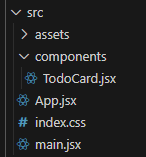 src
assets
components
TodoCard.jsx
App.jsx
# index.css
main.jsx